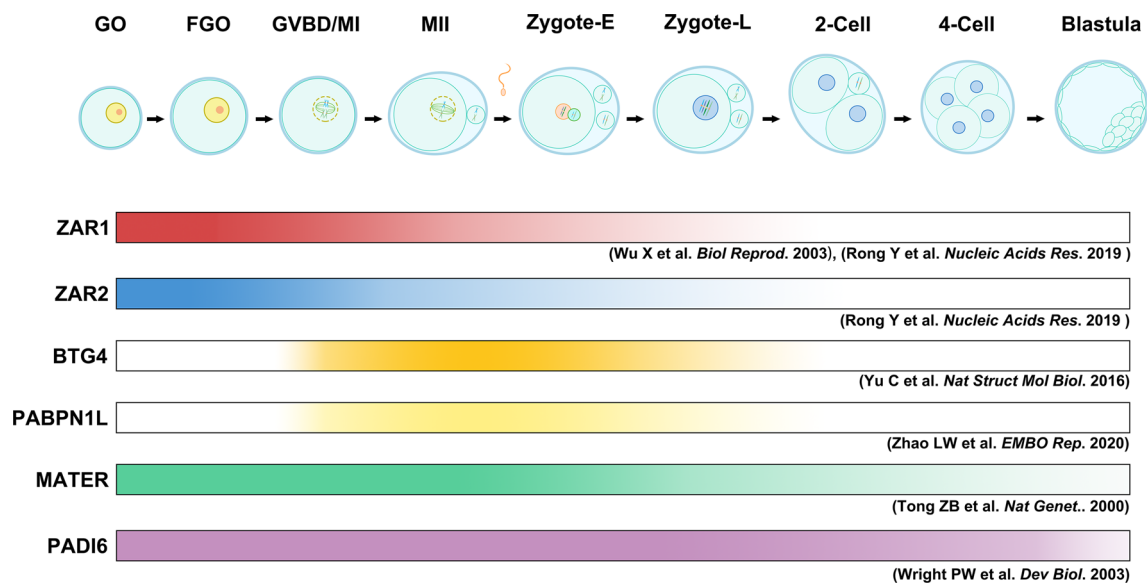 GO FGO GVBD/MI MII Zygote-E Zygote-L 2-Cell 4-Cell Blastula
ZAR1
(Wu X et al. Biol Reprod. 2003), (Rong Y et al. Nucleic Acids Res. 2019 )
ZAR2
(Rong Y et al. Nucleic Acids Res. 2019 )
BTG4
(Yu C et al. Nat Struct Mol Biol. 2016)
PABPN1L
(Zhao LW et al. EMBO Rep. 2020)
MATER
(Tong ZB et al. Nat Genet.. 2000)
PADI6
(Wright PW et al. Dev Biol. 2003)